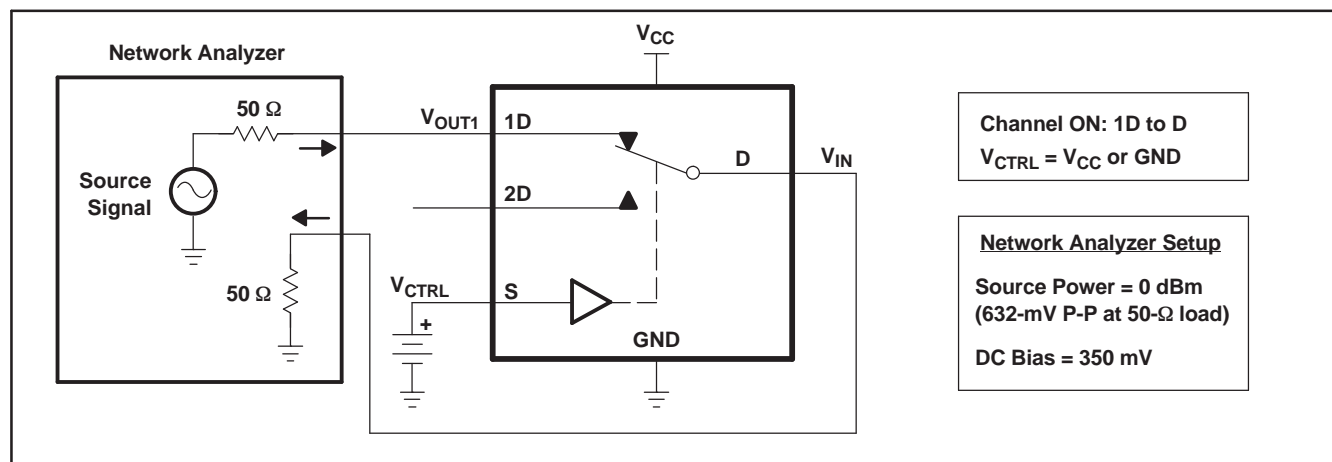 Network Analyzer
V_CC
50 Ω
V_OUT1
1D
D
V_IN
Source
Signal
2D
50 Ω
V_CTRL
S
+
GND
Channel ON: 1D to D
V_CTRL = V_CC or GND
Network Analyzer Setup
Source Power = 0 dBm
(632-mV P-P at 50-Ω load)
DC Bias = 350 mV